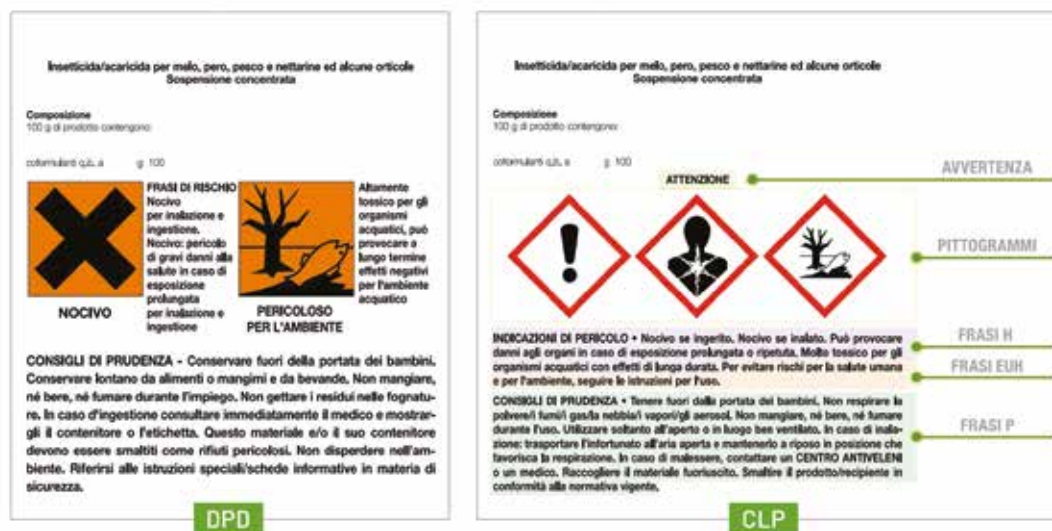 Insetticida/acaricida per melo, pero, pesco e nettarine ed alcune orticole
Sospensione concentrata
Composizione
100 g di prodotto contengono:
coformulanti q.b. a g. 100
FRASI DI RISCHIO
Nocivo
per inalazione e
ingestione.
Nocivo: pericolo
di gravi danni alla
salute in caso di
esposizione
prolungata
per inalazione e
ingestione
NOCIVO
Altamente
tossico per gli
organismi
acquatici, può
provocare a
lungo termine
effetti negativi
per l'ambiente
acquatico
PERICOLOSO
PER L'AMBIENTE
CONSIGLI DI PRUDENZA - Conservare fuori della portata dei bambini.
Conservare lontano da alimenti o mangimi e da bevande. Non mangiare,
né bere, né fumare durante l'impiego. Non gettare i residui nelle fognatu-
re. In caso d'ingestione consultare immediatamente il medico e mostrar-
gli il contenitore o l'etichetta. Questo materiale e/o il suo contenitore
devono essere smaltiti come rifiuti pericolosi. Non disperdere nell'am-
biente. Riferirsi alle istruzioni speciali/schede informative in materia di
sicurezza.
DPD
Insetticida/acaricida per melo, pero, pesco e nettarine ed alcune orticole
Sospensione concentrata
Composizione
100 g di prodotto contengono:
coformulanti q.b. a g. 100
ATTENZIONE
AVVERTENZA
PITTOGRAMMI
INDICAZIONI DI PERICOLO • Nocivo se ingerito. Nocivo se inalato. Può provocare
danni agli organi in caso di esposizione prolungata o ripetuta. Molto tossico per gli
organismi acquatici con effetti di lunga durata. Per evitare rischi per la salute umana
e per l'ambiente, seguire le istruzioni per l'uso.
FRASI H
FRASI EUH
CONSIGLI DI PRUDENZA • Tenere fuori dalla portata dei bambini. Non respirare la
polvere/i fumi/i gas/la nebbia/i vapori/gli aerosol. Non mangiare, né bere, né fumare
durante l'uso. Utilizzare soltanto all'aperto o in luogo ben ventilato. In caso di inala-
zione: trasportare l'infortunato all'aria aperta e mantenerlo a riposo in posizione che
favorisca la respirazione. In caso di malessere, contattare un CENTRO ANTIVELENI
o un medico. Raccogliere il materiale fuoriuscito. Smaltire il prodotto/recipiente in
conformità alla normativa vigente.
FRASI P
CLP